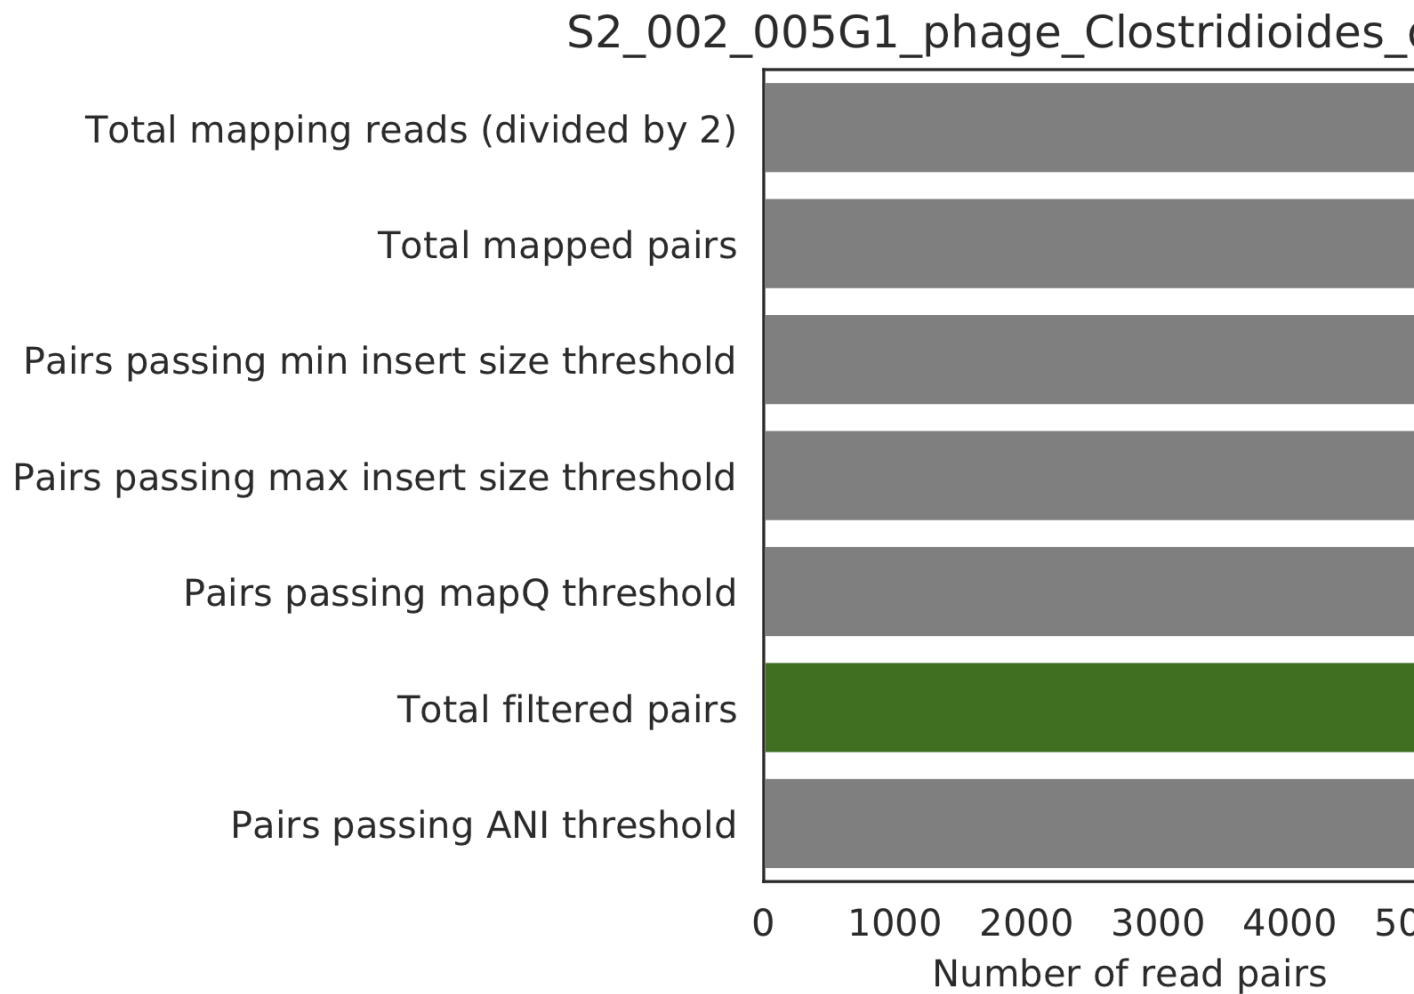 S2_002_005G1_phage_Clostridioides_
Total mapping reads (divided by 2)
Total mapped pairs
Pairs passing min insert size threshold
Pairs passing max insert size threshold
Pairs passing mapQ threshold
Total filtered pairs
Pairs passing ANI threshold
0 1000 2000 3000 4000
Number of read pairs